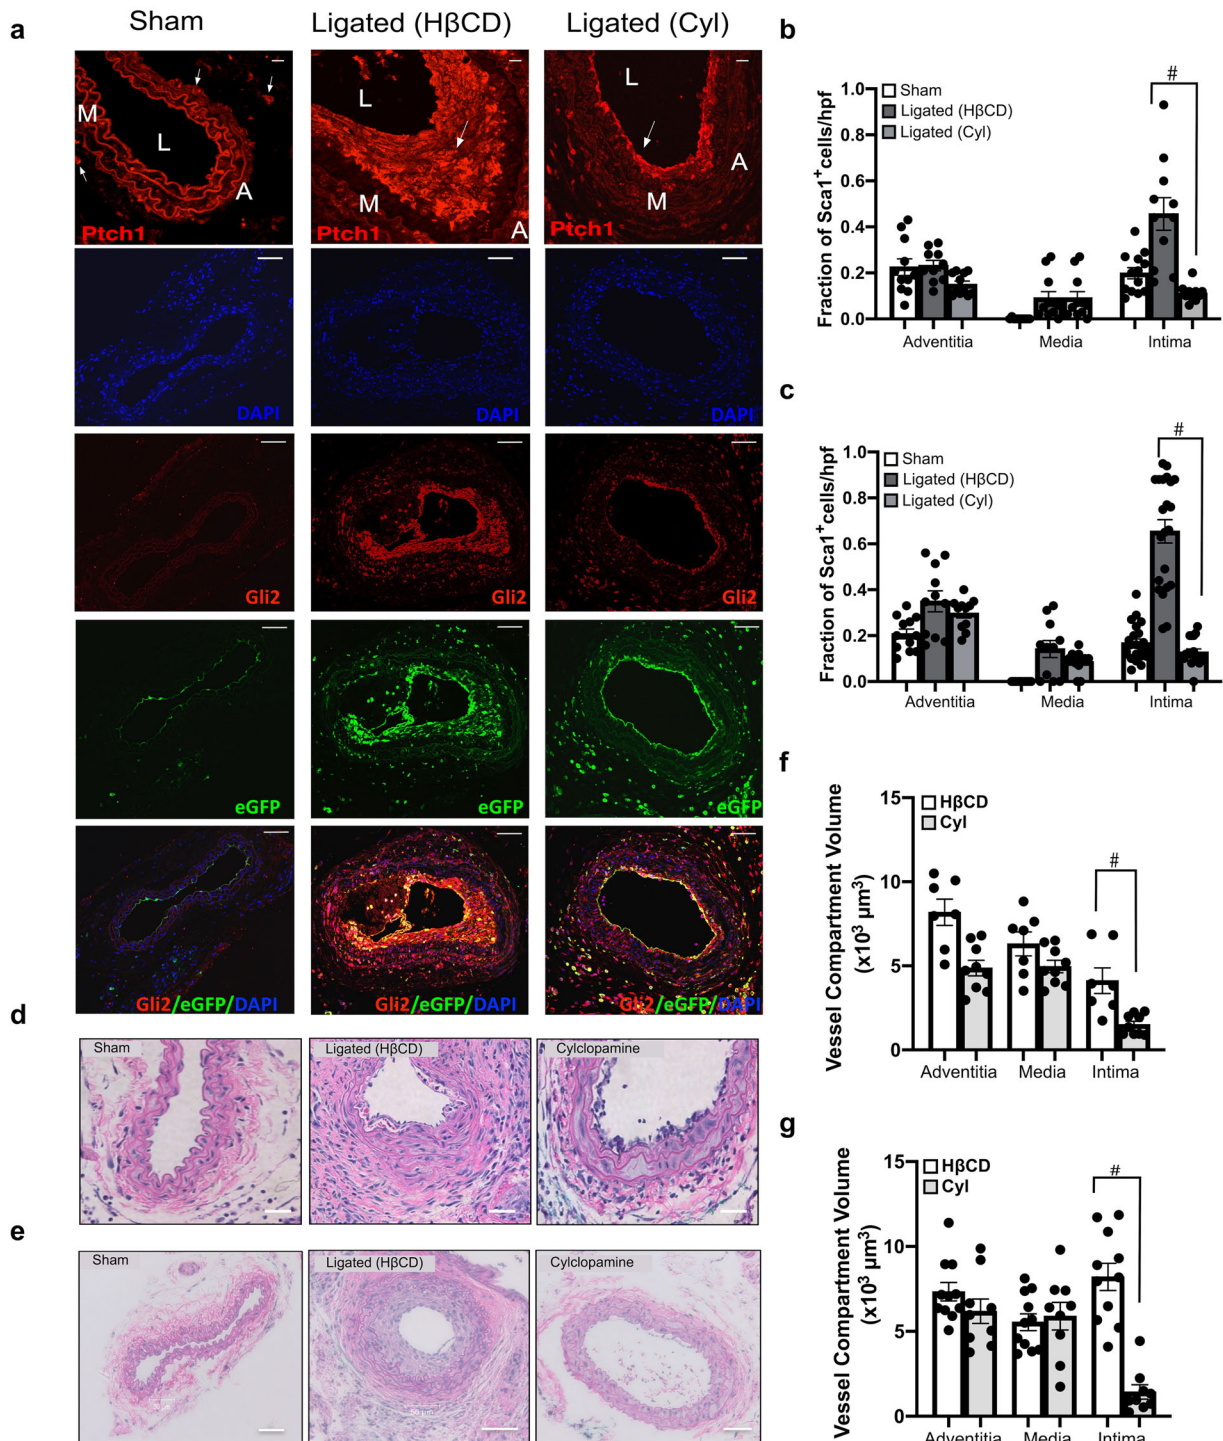 a
Sham
Ligated (HβCD)
Ligated (Cyl)
M
L
A
Ptch1
L
M
A
Ptch1
L
A
M
Ptch1
DAPI
DAPI
DAPI
Gli2
Gli2
Gli2
eGFP
eGFP
eGFP
Gli2/eGFP/DAPI
Gli2/eGFP/DAPI
Gli2/eGFP/DAPI
d
Sham
Ligated (HβCD)
Cylclopamine
e
Sham
Ligated (HβCD)
Cylclopamine
b
#
Sham
Ligated (HβCD)
Ligated (Cyl)
Fraction of Sca1⁺cells/hpf
1.0
0.8
0.6
0.4
0.2
0.0
Adventitia
Media
Intima
c
#
Sham
Ligated (HβCD)
Ligated (Cyl)
Fraction of Sca1⁺cells/hpf
1.0
0.8
0.6
0.4
0.2
0.0
Adventitia
Media
Intima
f
HβCD
Cyl
#
Vessel Compartment Volume
(x10³ µm³)
15
10
5
0
Adventitia
Media
Intima
g
HβCD
Cyl
#
Vesssel Compartment Volume
(x10³ µm³)
15
10
5
0
Adventitia
Media
Intima